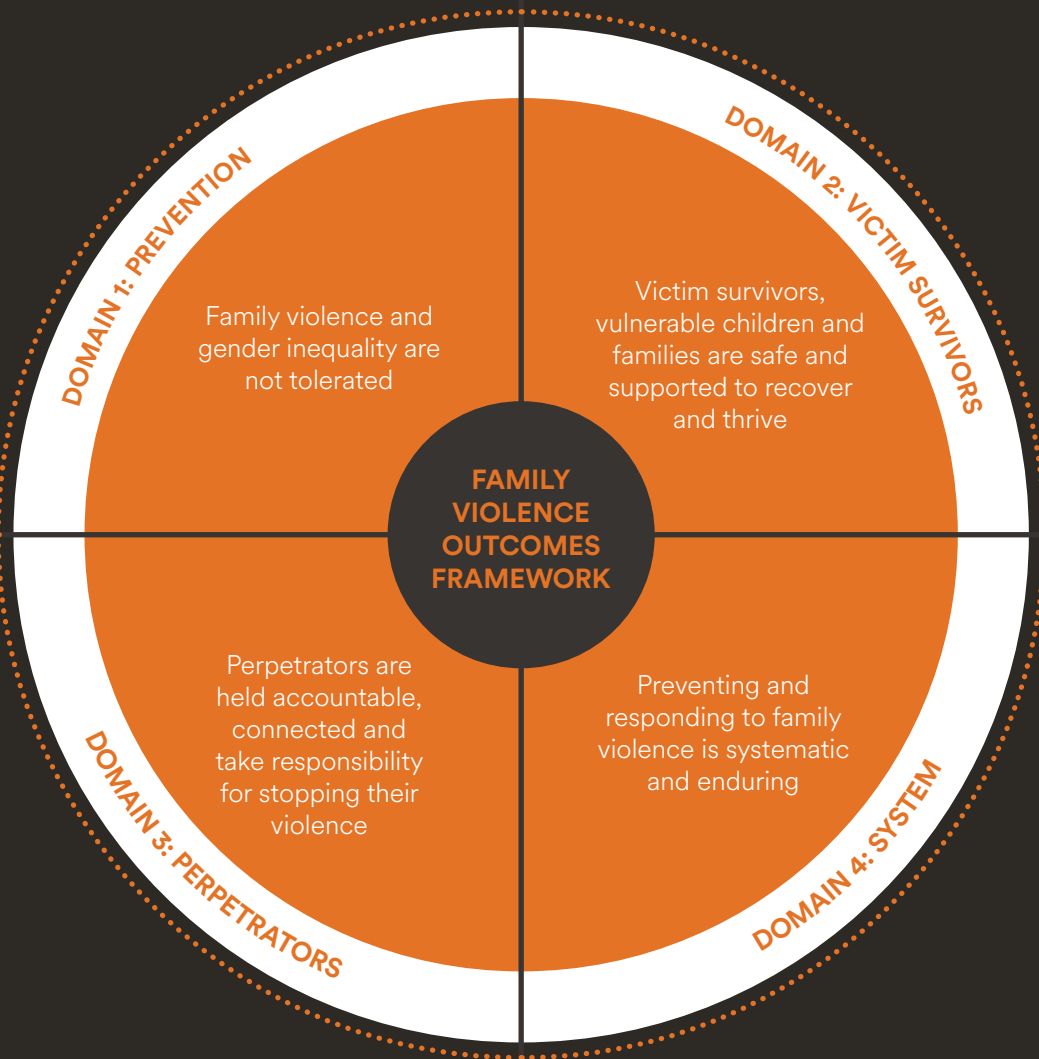 DOMAIN 1: PREVENTION
Family violence and
gender inequality are
not tolerated
DOMAIN 2: VICTIM SURVIVORS
Victim survivors,
vulnerable children and
families are safe and
supported to recover
and thrive
FAMILY
VIOLENCE
OUTCOMES
FRAMEWORK
DOMAIN 3: PERPETRATORS
Perpetrators are
held accountable,
connected and
take responsibility
for stopping their
violence
DOMAIN 4: SYSTEM
Preventing and
responding to family
violence is systematic
and enduring